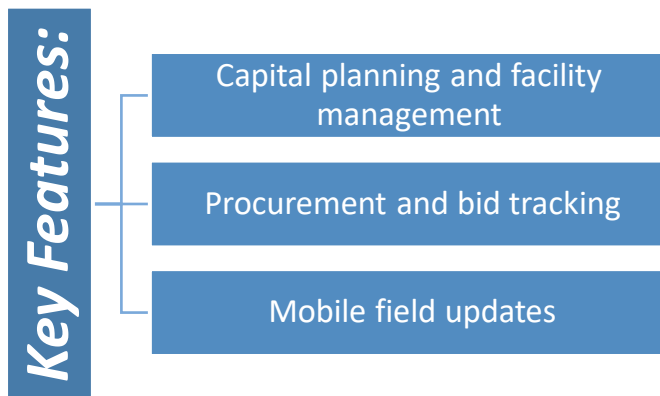 Key Features:
Capital planning and facility
management
Procurement and bid tracking
Mobile field updates